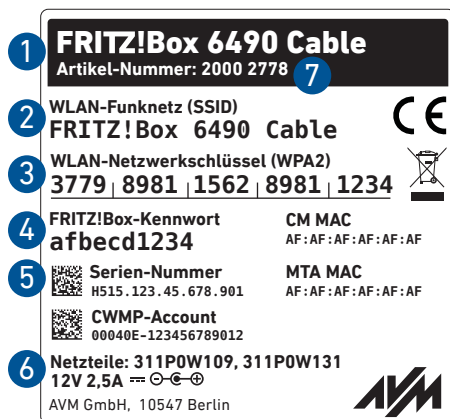 1 FRITZ!Box 6490 Cable
Artikel-Nummer: 2000 2778 7
2 WLAN-Funknetz (SSID)
FRITZ!Box 6490 Cable CE
3 WLAN-Netzwerkschlüssel (WPA2)
3779 8981 1562 8981 1234
4 FRITZ!Box-Kennwort
afbecd1234
CM MAC
AF:AF:AF:AF:AF:AF
5 Serien-Nummer
H515.123.45.678.901
MTA MAC
AF:AF:AF:AF:AF:AF
CWMP-Account
00040E-123456789012
6 Netzteile: 311P0W109, 311P0W131
12V 2,5A
AVM GmbH, 10547 Berlin
AVM